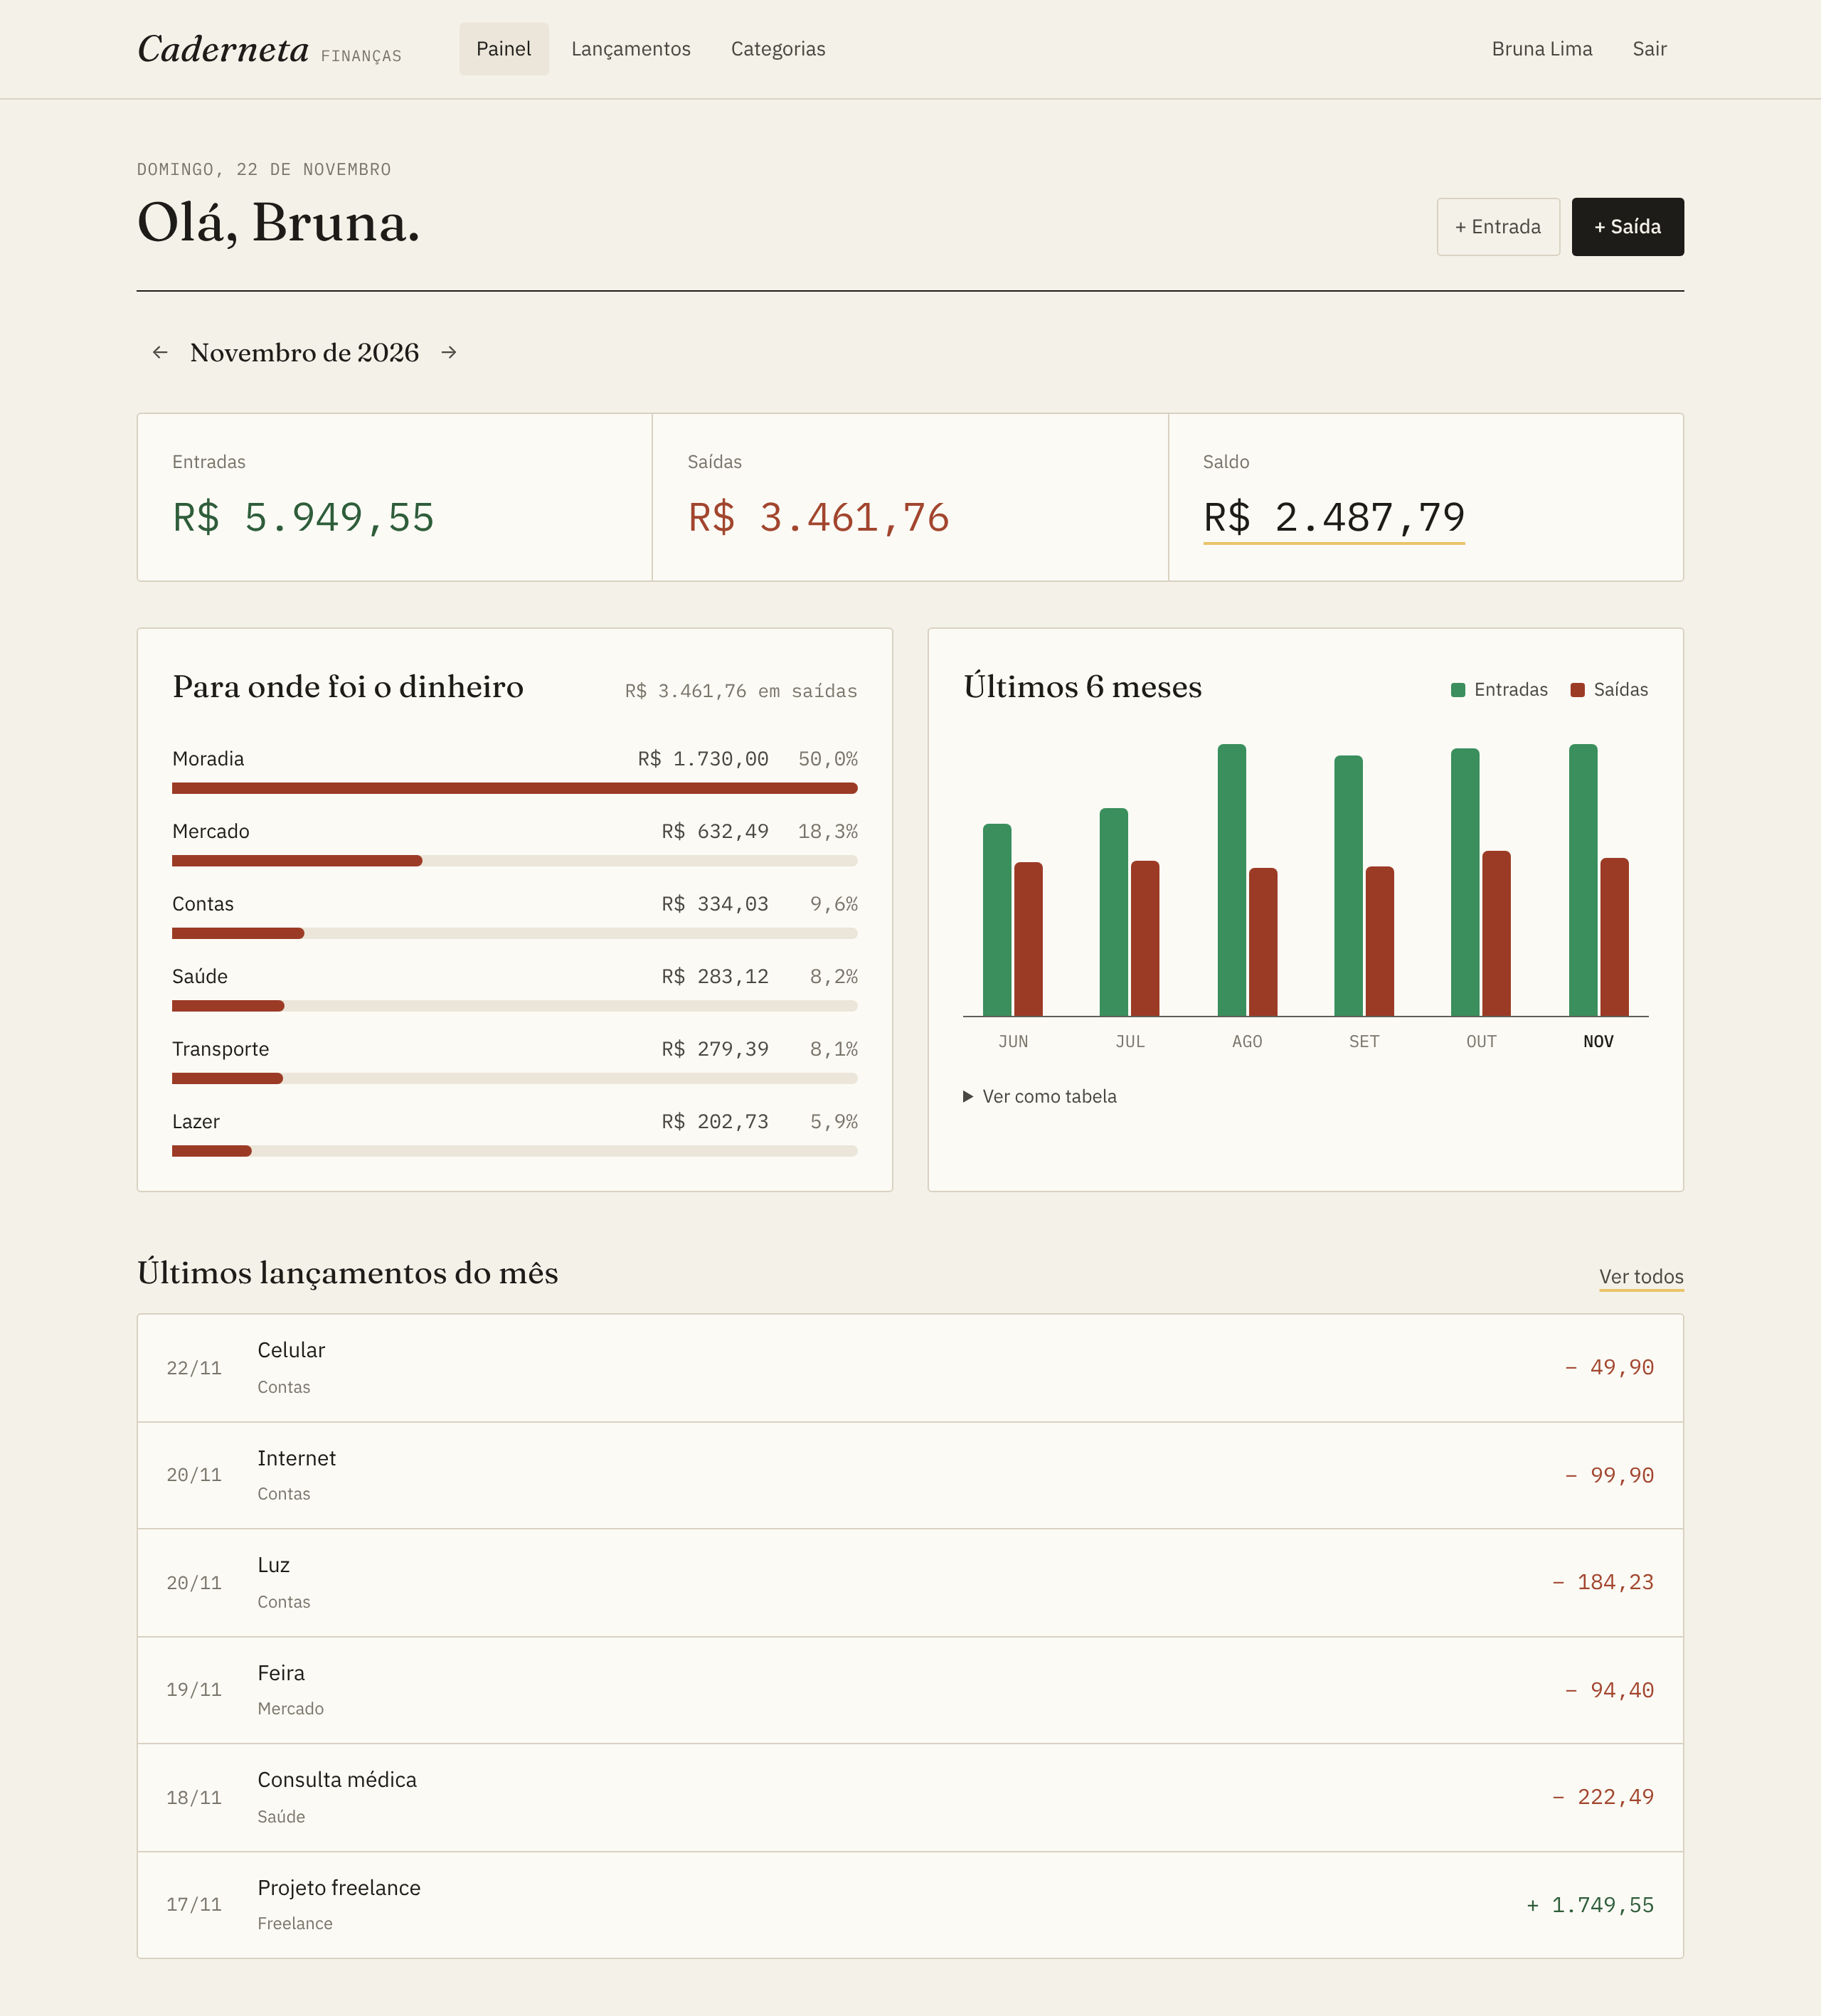 Caderneta FINANÇAS Painel Lançamentos Categorias Bruna Lima Sair
DOMINGO, 22 DE NOVEMBRO
Olá, Bruna.
+ Entrada + Saída
← Novembro de 2026 →
Entradas Saídas Saldo
R$ 5.949,55 R$ 3.461,76 R$ 2.487,79
Para onde foi o dinheiro R$ 3.461,76 em saídas
Moradia R$ 1.730,00 50,0%
Mercado R$ 632,49 18,3%
Contas R$ 334,03 9,6%
Saúde R$ 283,12 8,2%
Transporte R$ 279,39 8,1%
Lazer R$ 202,73 5,9%
Últimos 6 meses Entradas Saídas
JUN JUL AGO SET OUT NOV
▶ Ver como tabela
Últimos lançamentos do mês Ver todos
22/11 Celular − 49,90
Contas
20/11 Internet − 99,90
Contas
20/11 Luz − 184,23
Contas
19/11 Feira − 94,40
Mercado
18/11 Consulta médica − 222,49
Saúde
17/11 Projeto freelance + 1.749,55
Freelance